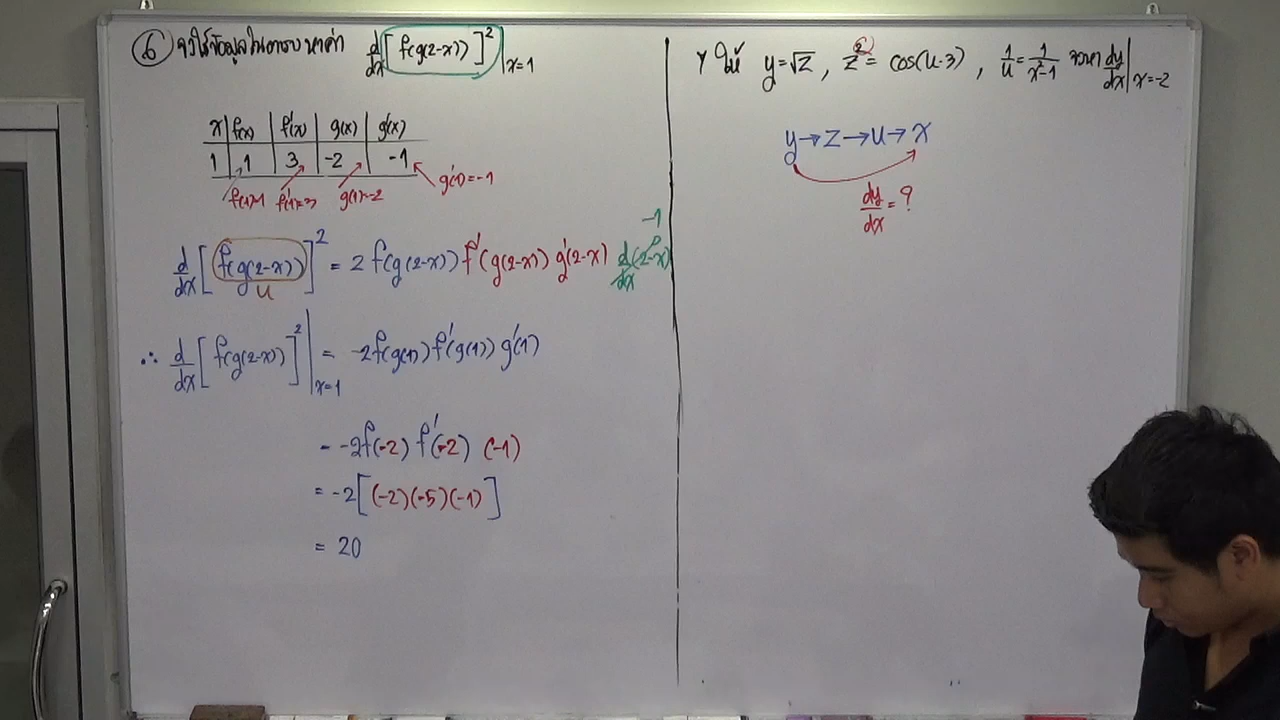 ⑥ จงใช้ข้อมูลในตาราง หาค่า d/dx [f(g(2-x))]² |x=1
x f(x) f'(x) g(x) g'(x)
1 1 3 -2 -1
f'(1)=3 g(1)=-2 g'(1)=-1
d/dx [f(g(2-x))]² = 2 f(g(2-x)) f'(g(2-x)) g'(2-x) d/dx (2-x)
-1
u
∴ d/dx [f(g(2-x))]² |x=1 = -2f(g(1)) f'(g(1)) g'(1)
= -2f(-2) f'(-2) (-1)
= -2[(-2)(-5)(-1)]
= 20
7 ให้ y=√z , z² = cos(u-3) , 1/u = 1/(x²-1) จงหา dy/dx |x=-2
y→z→u→x
dy/dx = ?